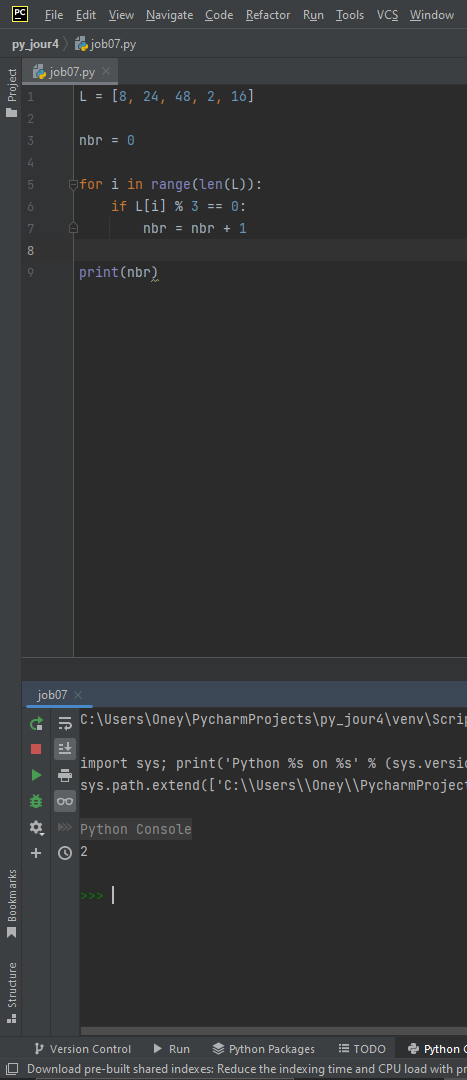 PC File Edit View Navigate Code Refactor Run Tools VCS Window
py_jour4 job07.py
Project
job07.py
1 L = [8, 24, 48, 2, 16]
2
3 nbr = 0
4
5 for i in range(len(L)):
6 if L[i] % 3 == 0:
7 nbr = nbr + 1
8
9 print(nbr)
job07
C:\Users\Oney\PycharmProjects\py_jour4\venv\Scrip
import sys; print('Python %s on %s' % (sys.versio
sys.path.extend(['C:\\Users\\Oney\\PycharmProject
Python Console
2
>>>
Bookmarks
Structure
Version Control Run Python Packages TODO Python C
Download pre-built shared indexes: Reduce the indexing time and CPU load with pr